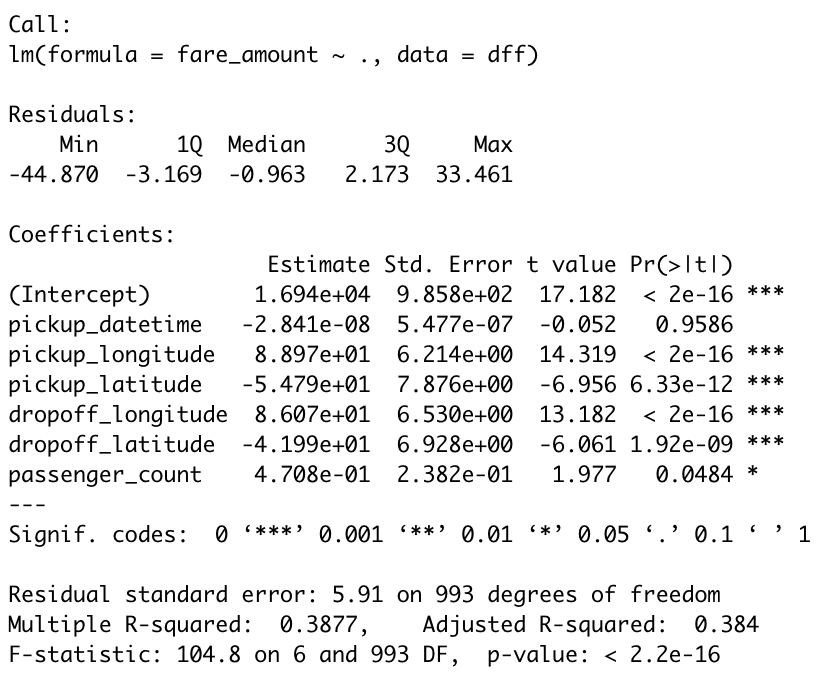 Call:
lm(formula = fare_amount ~ ., data = dff)

Residuals:
    Min      1Q  Median      3Q     Max
-44.870  -3.169  -0.963   2.173  33.461

Coefficients:
                    Estimate Std. Error t value Pr(>|t|)
(Intercept)        1.694e+04  9.858e+02  17.182  < 2e-16 ***
pickup_datetime   -2.841e-08  5.477e-07  -0.052   0.9586
pickup_longitude   8.897e+01  6.214e+00  14.319  < 2e-16 ***
pickup_latitude   -5.479e+01  7.876e+00  -6.956 6.33e-12 ***
dropoff_longitude  8.607e+01  6.530e+00  13.182  < 2e-16 ***
dropoff_latitude  -4.199e+01  6.928e+00  -6.061 1.92e-09 ***
passenger_count    4.708e-01  2.382e-01   1.977   0.0484 *
---
Signif. codes:  0 ‘***’ 0.001 ‘**’ 0.01 ‘*’ 0.05 ‘.’ 0.1 ‘ ’ 1

Residual standard error: 5.91 on 993 degrees of freedom
Multiple R-squared:  0.3877,    Adjusted R-squared:  0.384
F-statistic: 104.8 on 6 and 993 DF,  p-value: < 2.2e-16